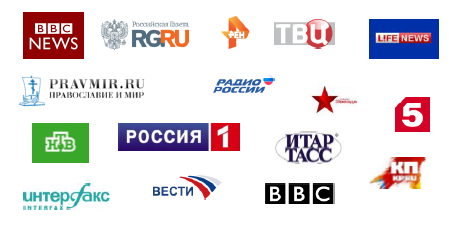 BBC
NEWS
Российская Газета
RGRU
РЕН
ТВЦ
LIFE NEWS
PRAVMIR.RU
ПРАВОСЛАВИЕ И МИР
РАДИО
РОССИИ
5
НТВ
РОССИЯ 1
ИТАР
ТАСС
КП
интерфакс
INTERFAX
ВЕСТИ
BBC